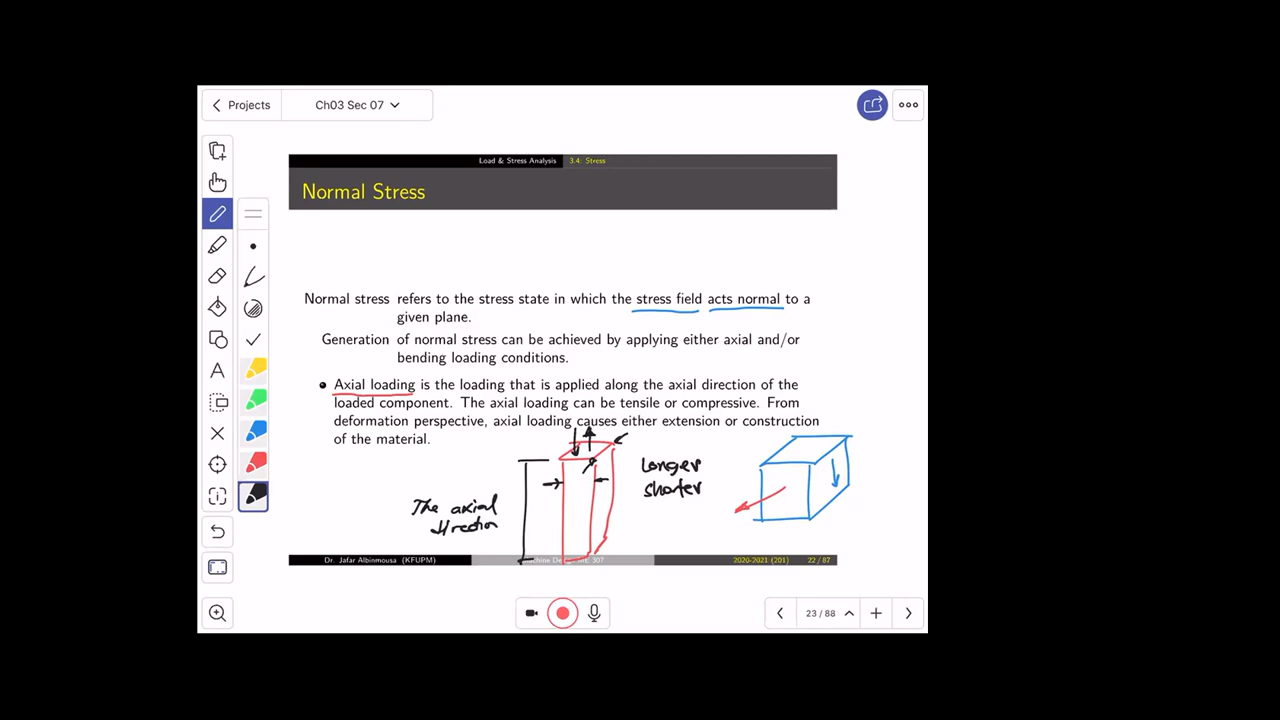 Projects
Ch03 Sec 07
Load & Stress Analysis
3.4: Stress
Normal Stress
Normal stress refers to the stress state in which the stress field acts normal to a
given plane.
Generation of normal stress can be achieved by applying either axial and/or
bending loading conditions.
Axial loading is the loading that is applied along the axial direction of the
loaded component. The axial loading can be tensile or compressive. From
deformation perspective, axial loading causes either extension or construction
of the material.
Longer
shorter
The axial
direction
Dr. Jafar Albinmousa (KFUPM)
Machine Design ME 307
2020-2021 (201)
22 / 87
23 / 88